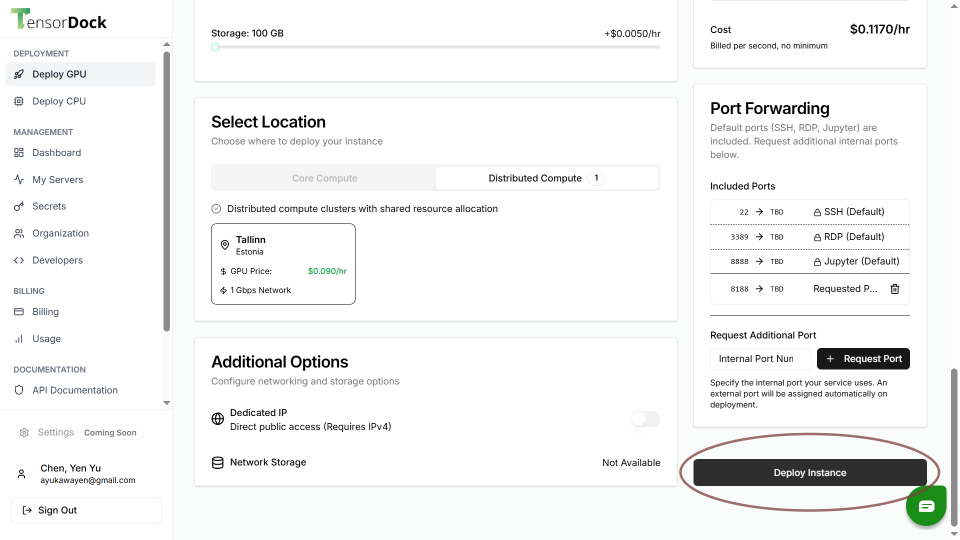 TensorDock
DEPLOYMENT
Deploy GPU
Deploy CPU
MANAGEMENT
Dashboard
My Servers
Secrets
Organization
Developers
BILLING
Billing
Usage
DOCUMENTATION
API Documentation
Settings Coming Soon
Chen, Yen Yu
ayukawayen@gmail.com
Sign Out
Storage: 100 GB +$0.0050/hr
Select Location
Choose where to deploy your instance
Core Compute Distributed Compute 1
Distributed compute clusters with shared resource allocation
Tallinn
Estonia
GPU Price: $0.090/hr
1 Gbps Network
Additional Options
Configure networking and storage options
Dedicated IP
Direct public access (Requires IPv4)
Network Storage Not Available
Cost $0.1170/hr
Billed per second, no minimum
Port Forwarding
Default ports (SSH, RDP, Jupyter) are
included. Request additional internal ports
below.
Included Ports
22 → TBD SSH (Default)
3389 → TBD RDP (Default)
8888 → TBD Jupyter (Default)
8188 → TBD Requested P...
Request Additional Port
Internal Port Nun + Request Port
Specify the internal port your service uses. An
external port will be assigned automatically on
deployment.
Deploy Instance